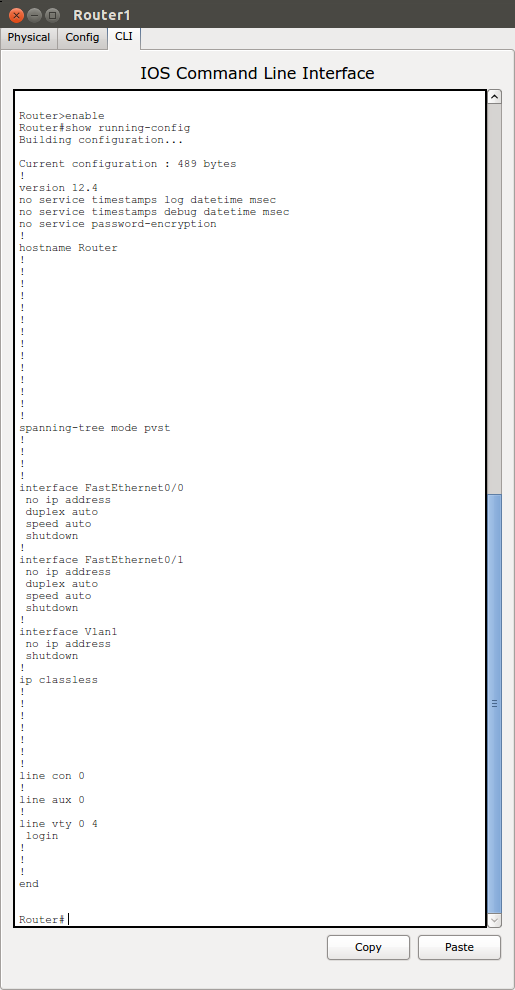 Router1
Physical Config CLI
IOS Command Line Interface
Router>enable
Router#show running-config
Building configuration...
Current configuration : 489 bytes
!
version 12.4
no service timestamps log datetime msec
no service timestamps debug datetime msec
no service password-encryption
!
hostname Router
!
!
!
!
!
!
!
!
!
!
!
!
!
!
spanning-tree mode pvst
!
!
!
!
interface FastEthernet0/0
 no ip address
 duplex auto
 speed auto
 shutdown
!
interface FastEthernet0/1
 no ip address
 duplex auto
 speed auto
 shutdown
!
interface Vlan1
 no ip address
 shutdown
!
ip classless
!
!
!
!
!
!
!
line con 0
!
line aux 0
!
line vty 0 4
 login
!
!
!
end
Router#
Copy Paste